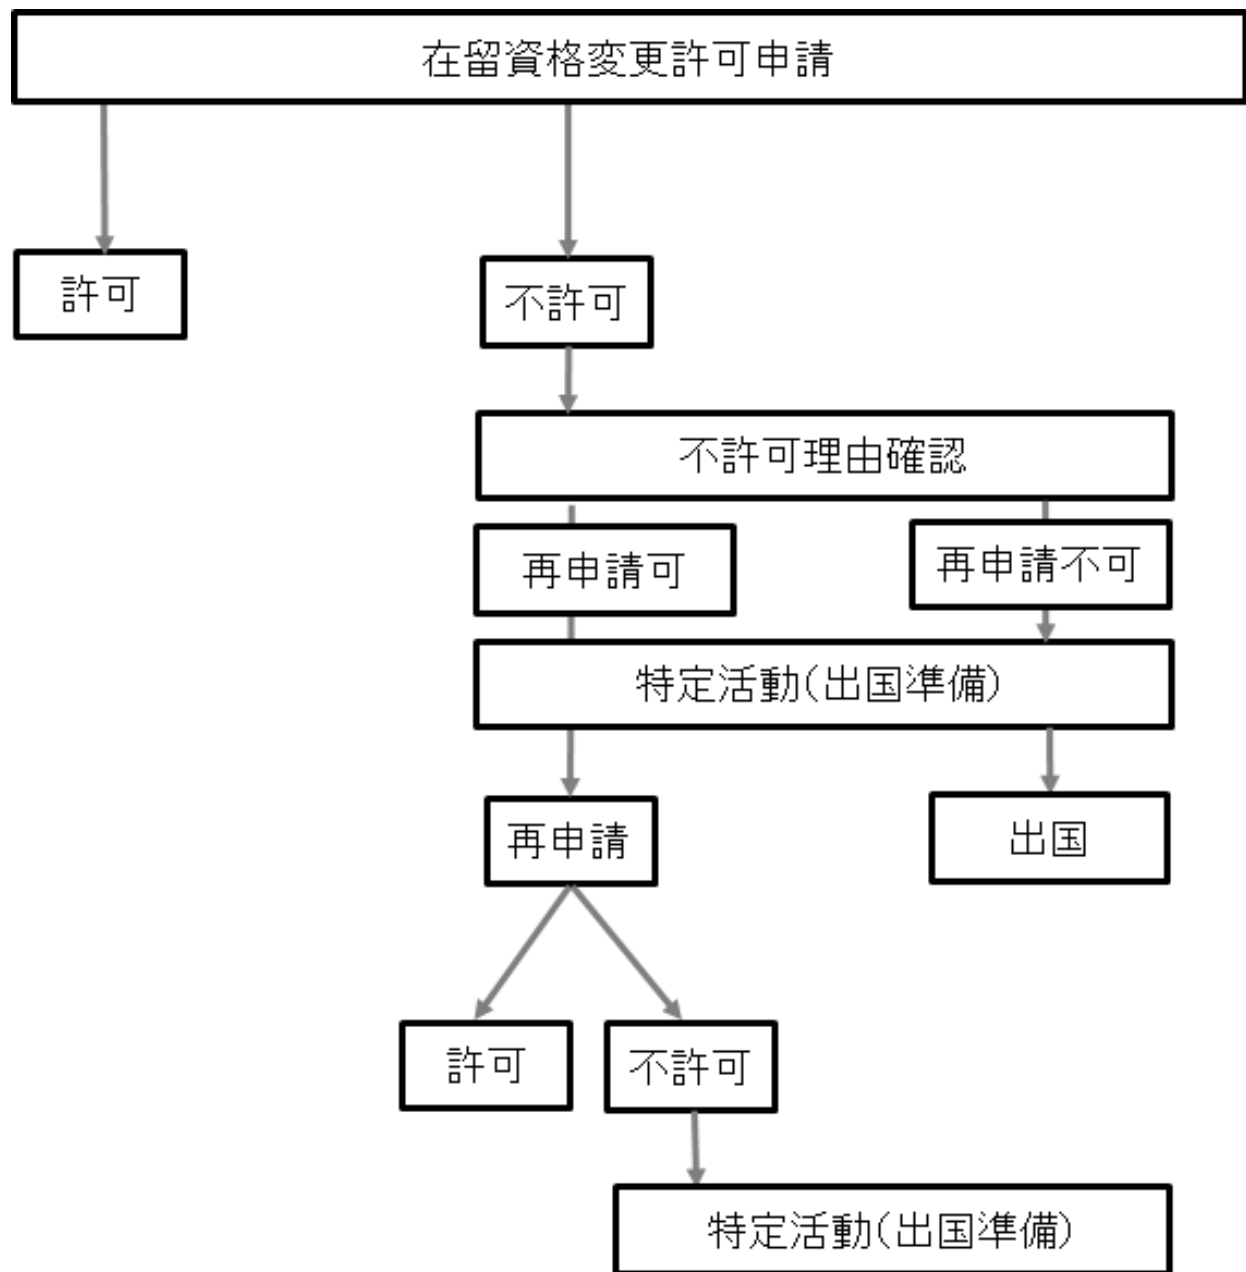 在留資格変更許可申請
許可
不許可
不許可理由確認
再申請可
再申請不可
特定活動(出国準備)
再申請
出国
許可
不許可
特定活動(出国準備)